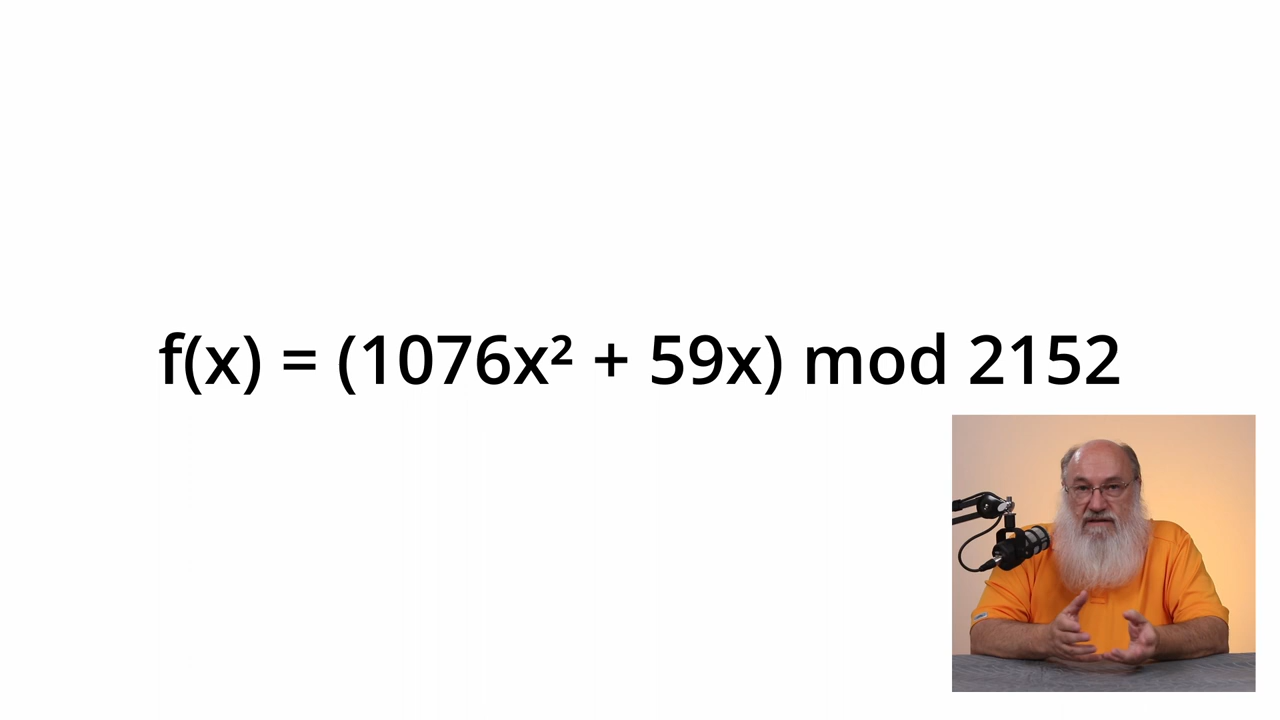 f(x) = (1076x² + 59x) mod 2152